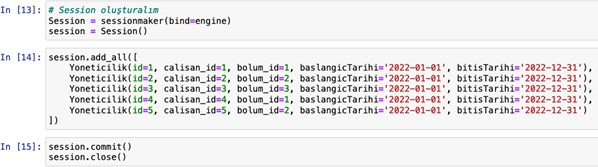 In [13]: # Session oluşturalım
Session = sessionmaker(bind=engine)
session = Session()
In [14]: session.add_all([
    Yoneticilik(id=1, calisan_id=1, bolum_id=1, baslangicTarihi='2022-01-01', bitisTarihi='2022-12-31'),
    Yoneticilik(id=2, calisan_id=2, bolum_id=2, baslangicTarihi='2022-01-01', bitisTarihi='2022-12-31'),
    Yoneticilik(id=3, calisan_id=3, bolum_id=3, baslangicTarihi='2022-01-01', bitisTarihi='2022-12-31'),
    Yoneticilik(id=4, calisan_id=4, bolum_id=1, baslangicTarihi='2022-01-01', bitisTarihi='2022-12-31'),
    Yoneticilik(id=5, calisan_id=5, bolum_id=2, baslangicTarihi='2022-01-01', bitisTarihi='2022-12-31')
])
In [15]: session.commit()
session.close()